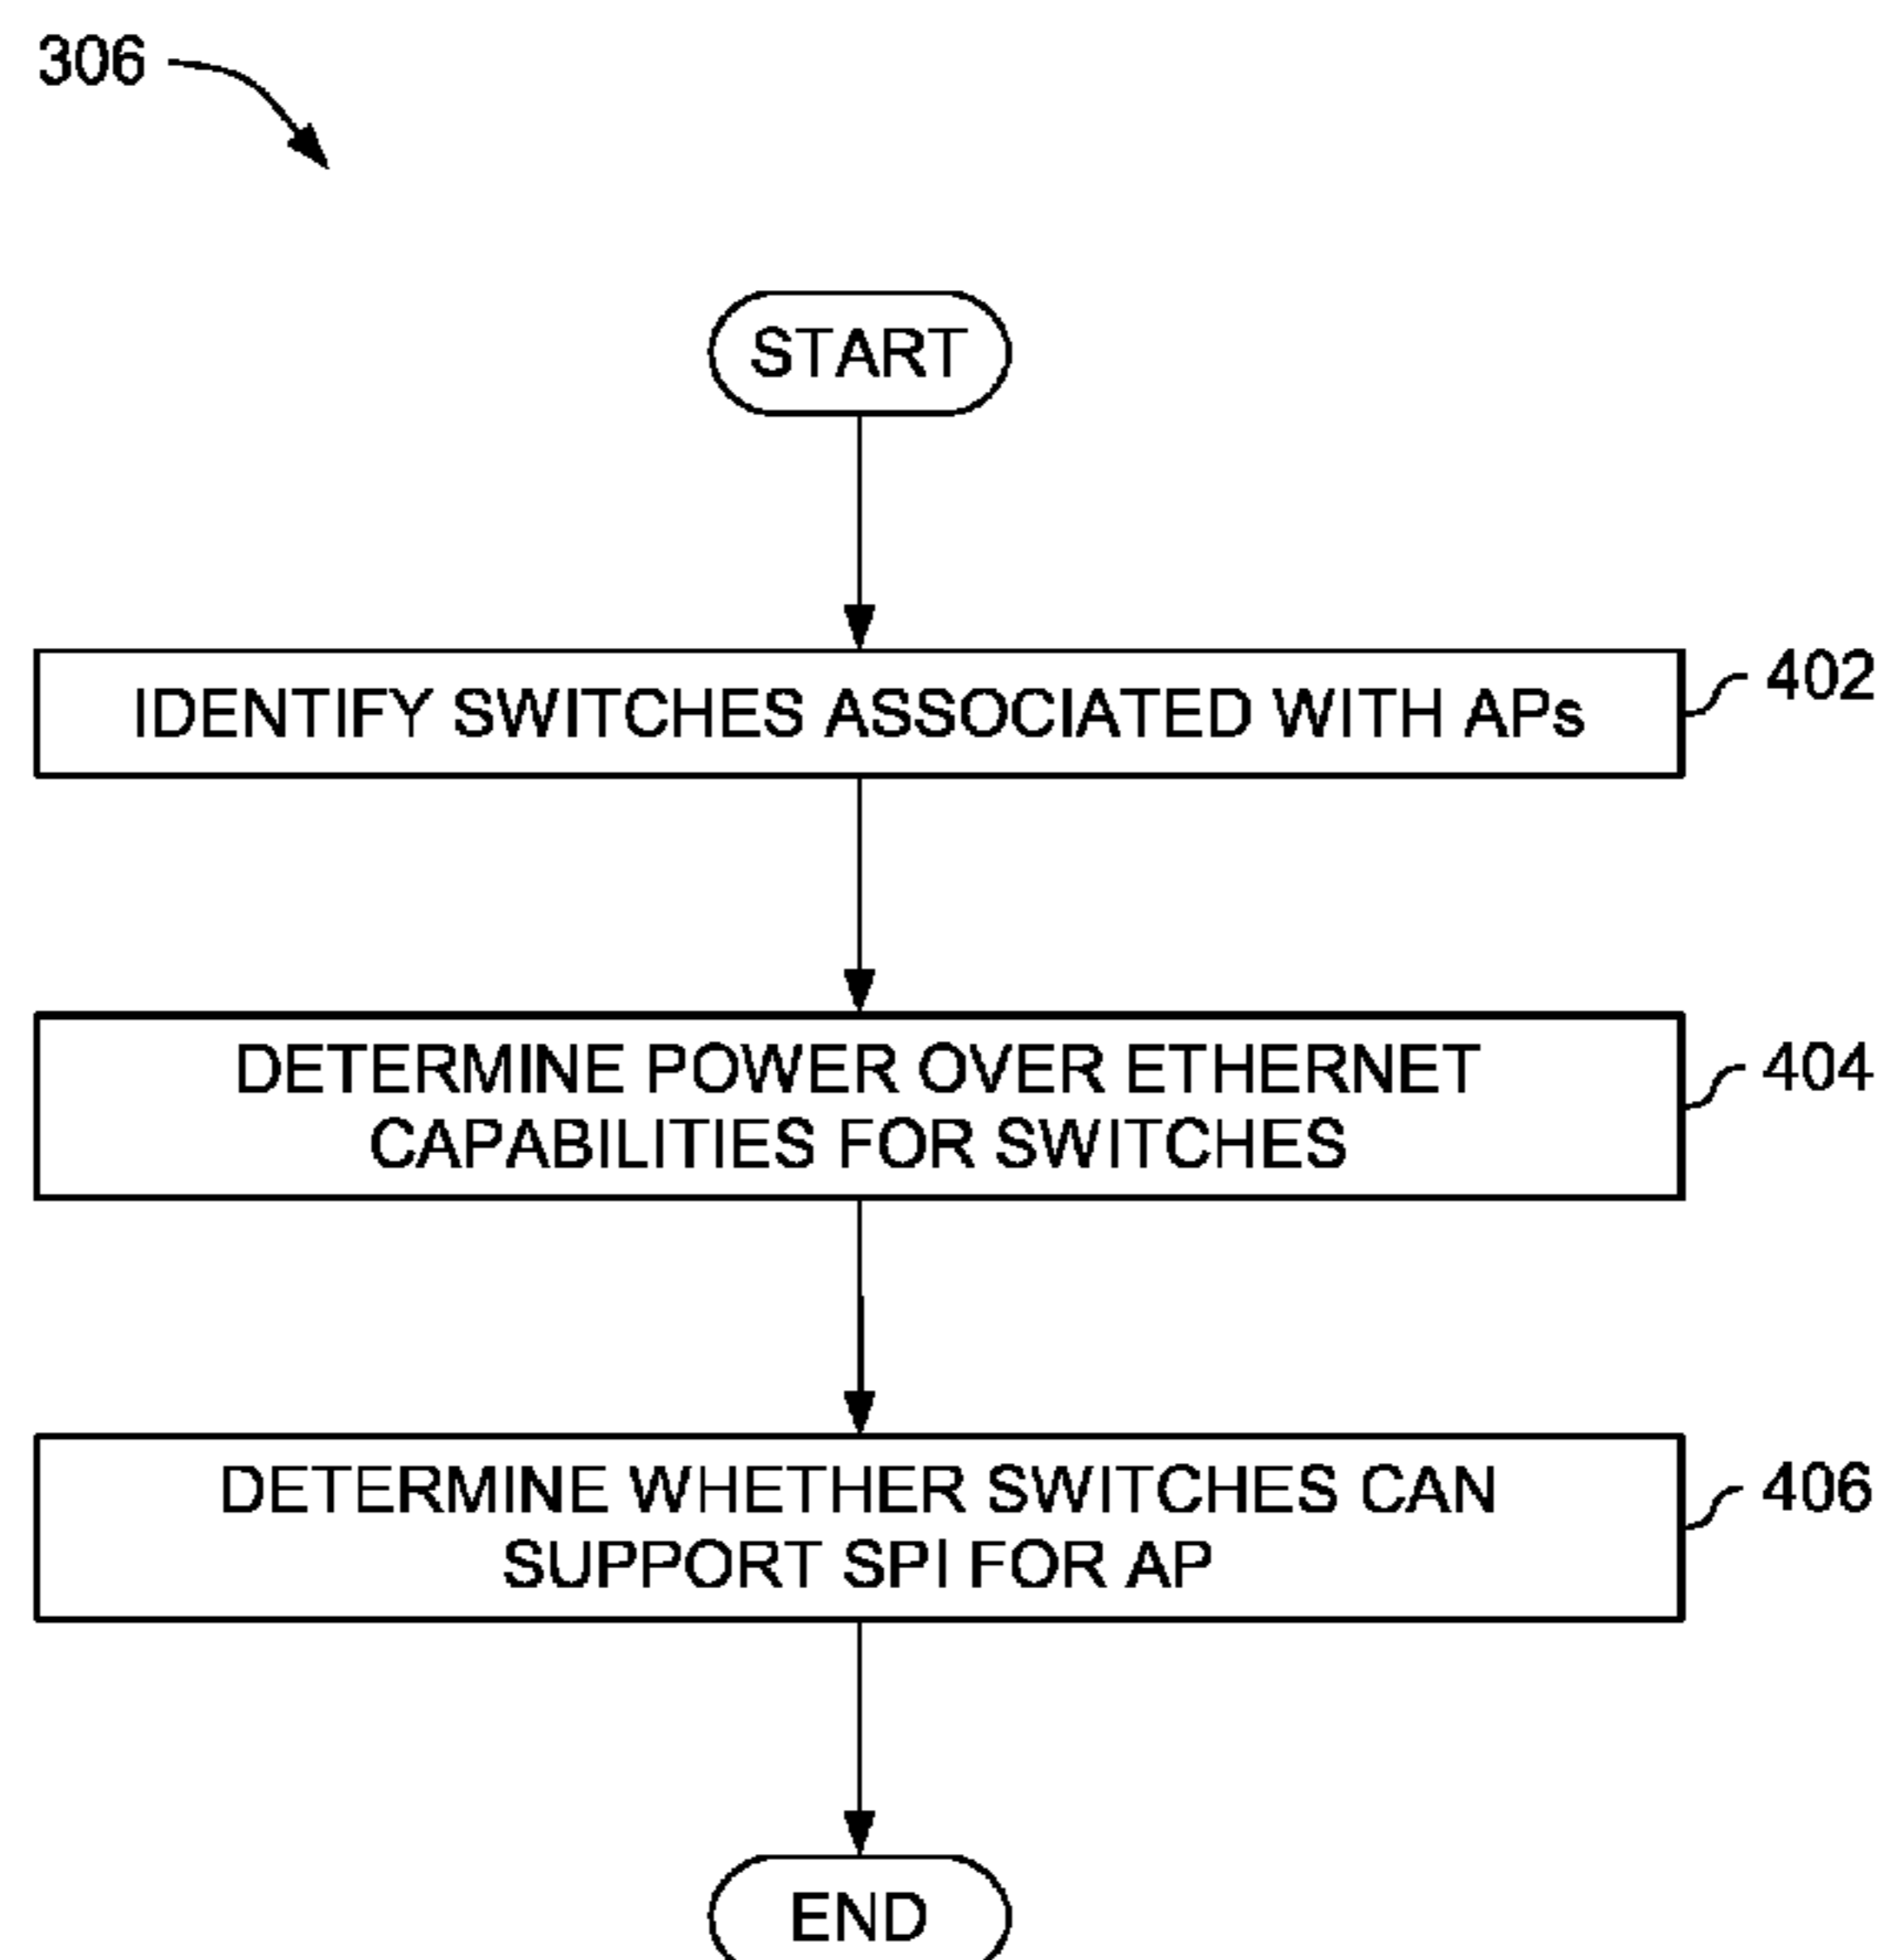 306
START
IDENTIFY SWITCHES ASSOCIATED WITH APs
402
DETERMINE POWER OVER ETHERNET
CAPABILITIES FOR SWITCHES
404
DETERMINE WHETHER SWITCHES CAN
SUPPORT SPI FOR AP
406
END